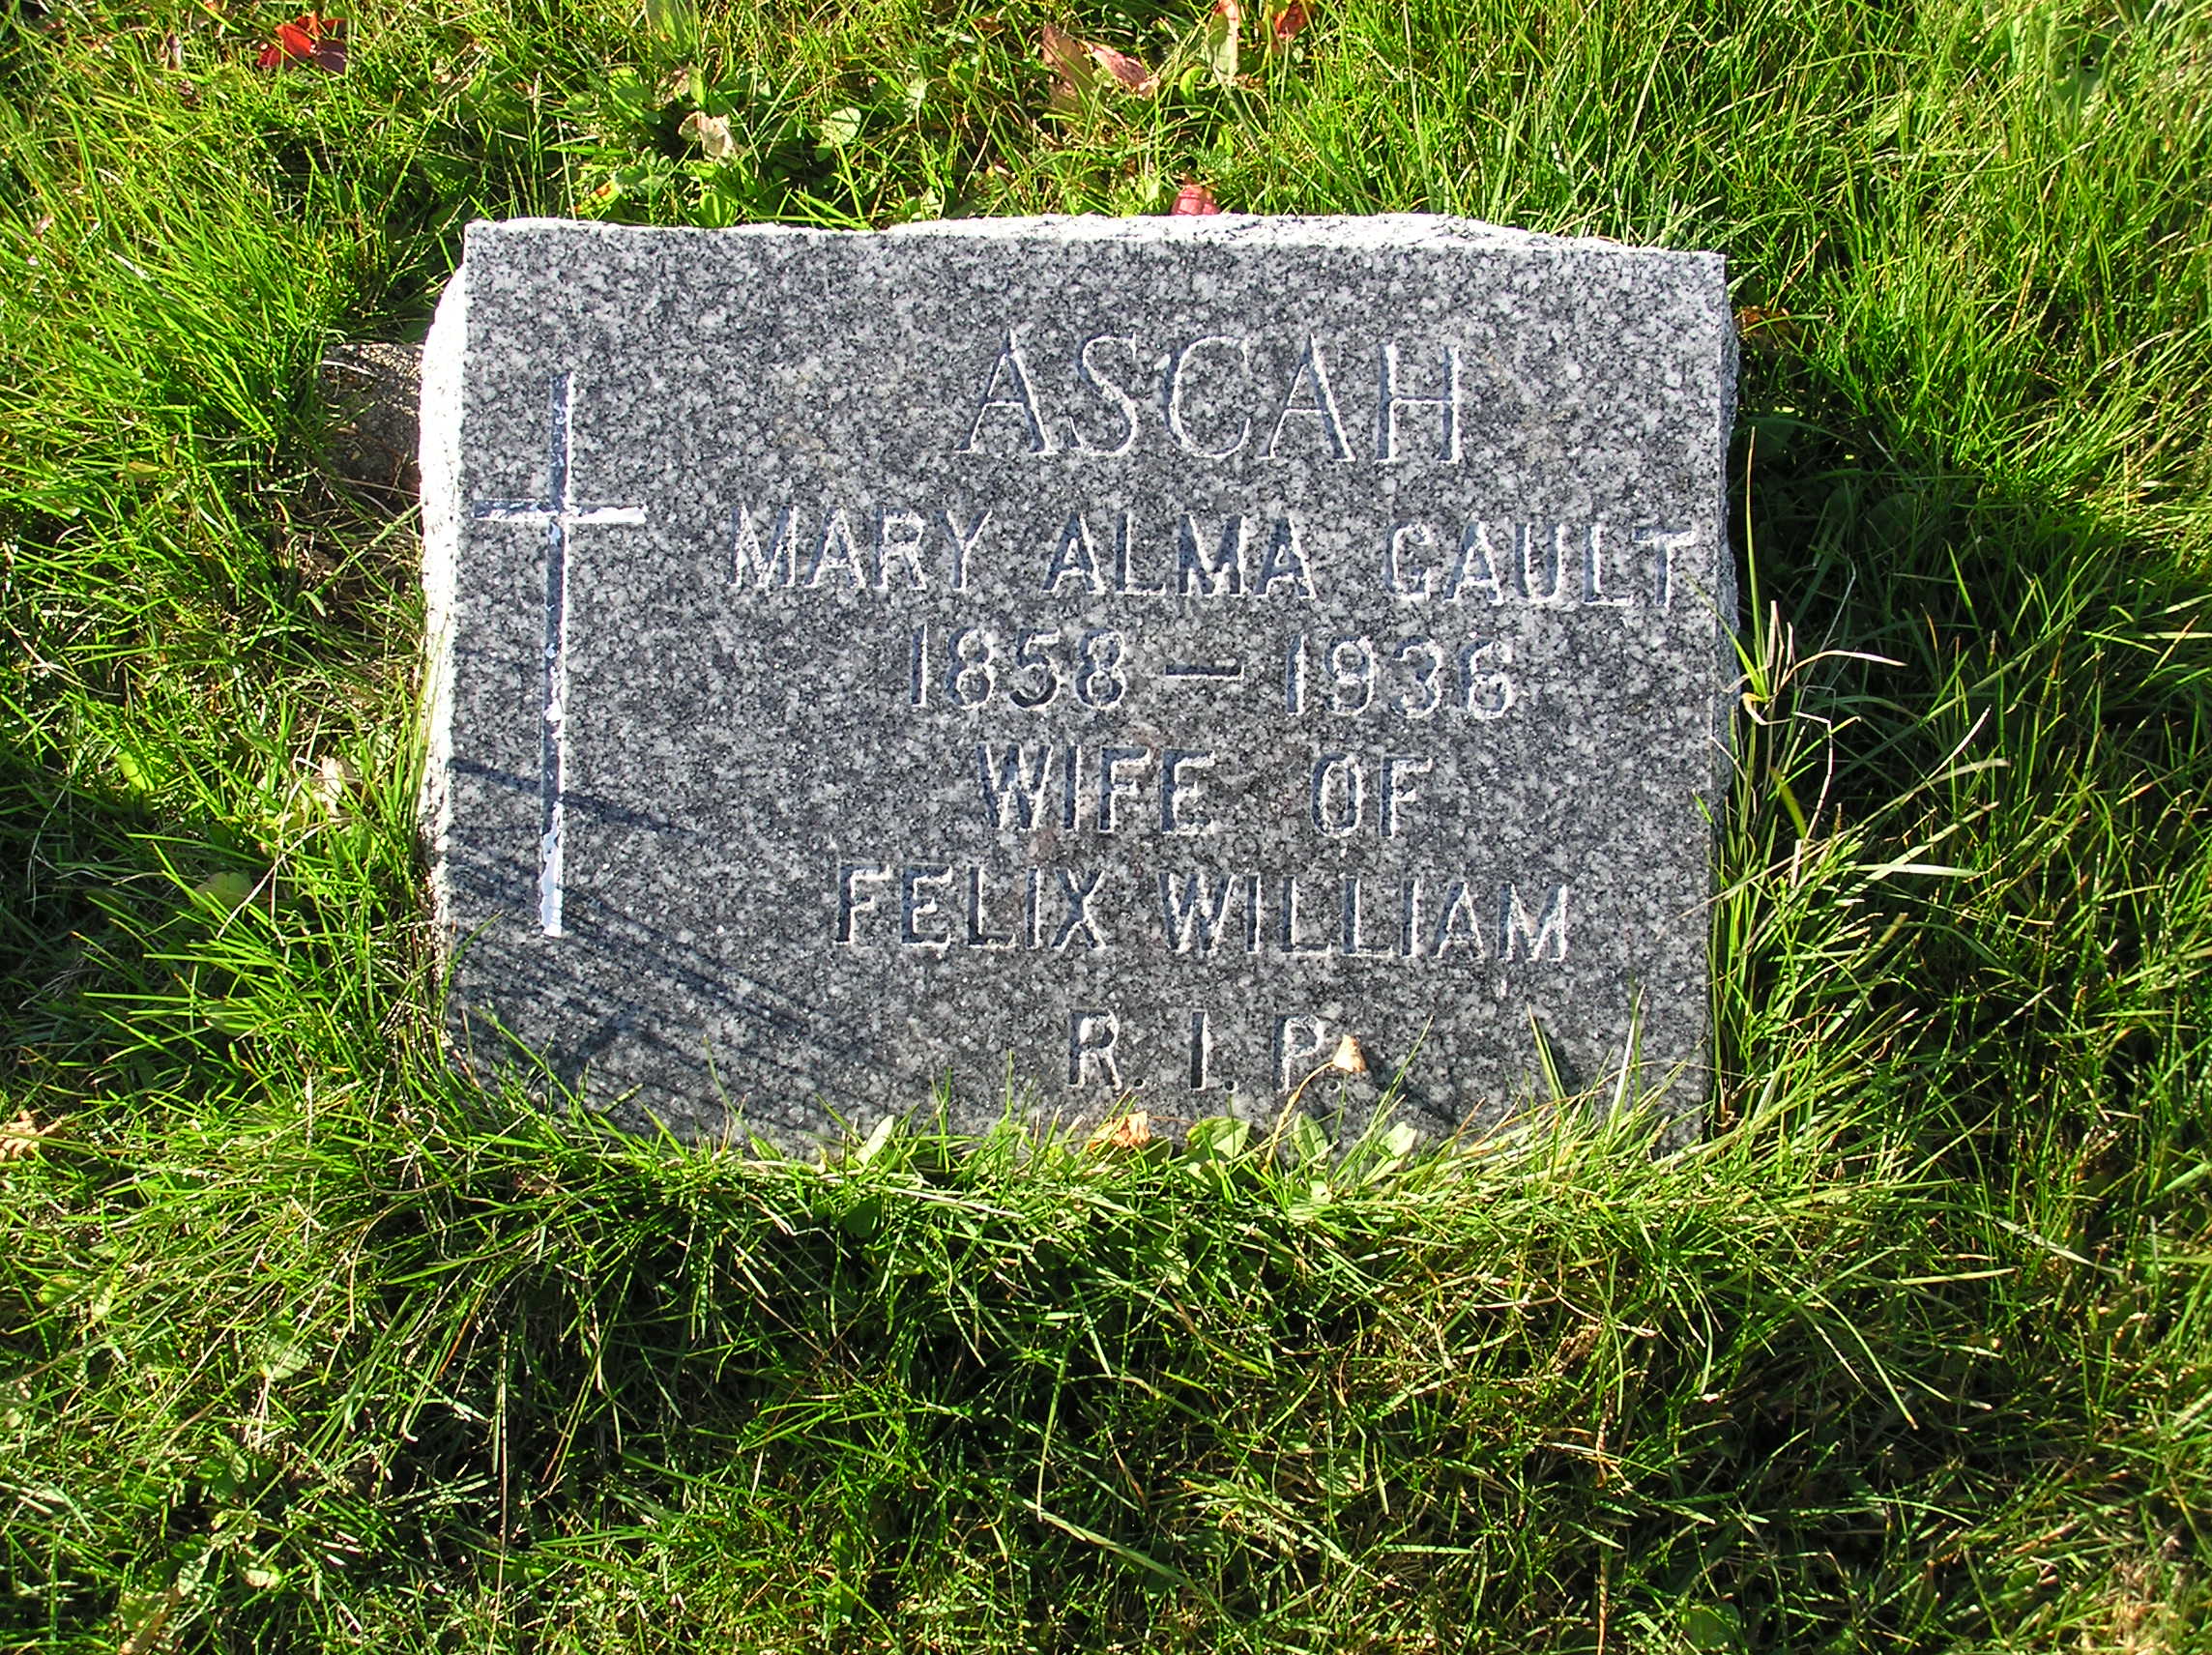 ASCAH
MARY ALMA GAULT
1858 — 1936
WIFE OF
FELIX WILLIAM
R. I. P.